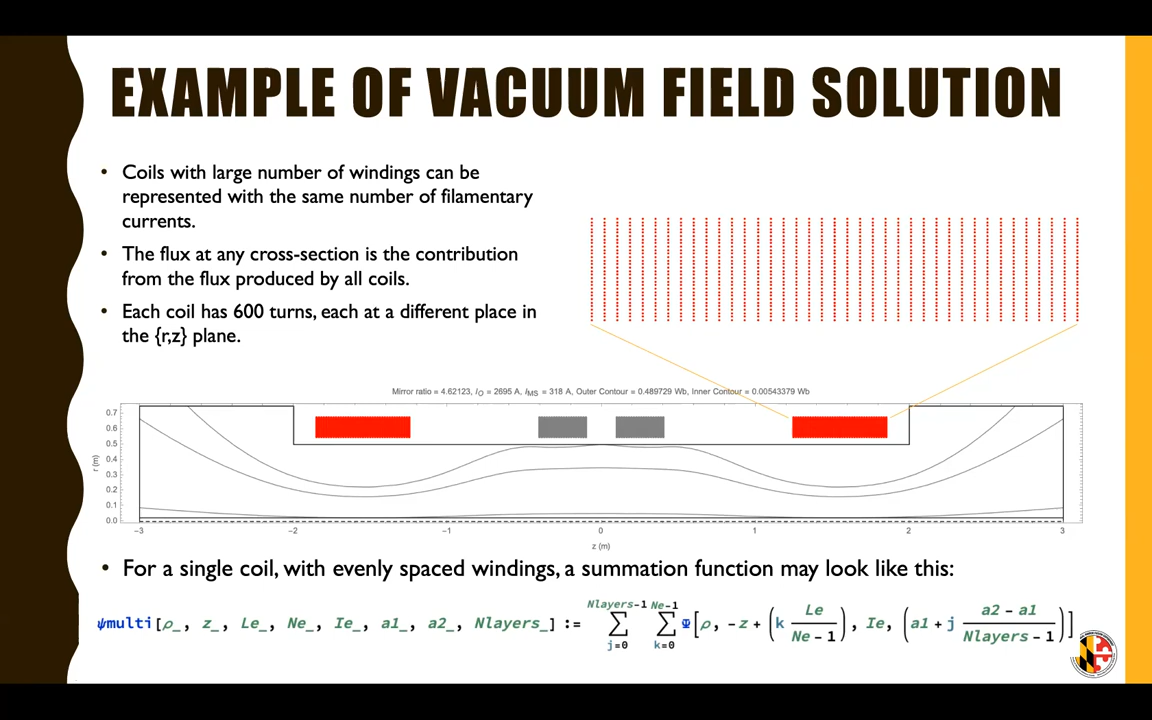 EXAMPLE OF VACUUM FIELD SOLUTION
• Coils with large number of windings can be
represented with the same number of filamentary
currents.
• The flux at any cross-section is the contribution
from the flux produced by all coils.
• Each coil has 600 turns, each at a different place in
the {r,z} plane.
Mirror ratio = 4.62123, I_O = 2695 A, I_MS = 318 A, Outer Contour = 0.489729 Wb, Inner Contour = 0.00543379 Wb
0.7
0.6
0.5
0.4
0.3
0.2
0.1
0.0
r (m)
−3 −2 −1 0 1 2 3
z (m)
• For a single coil, with evenly spaced windings, a summation function may look like this:
ψmulti[ρ_, z_, Le_, Ne_, Ie_, a1_, a2_, Nlayers_] := ∑_{j=0}^{Nlayers-1} ∑_{k=0}^{Ne-1} Φ[ρ, -z + (k Le/(Ne - 1)), Ie, (a1 + j (a2 - a1)/(Nlayers - 1))]